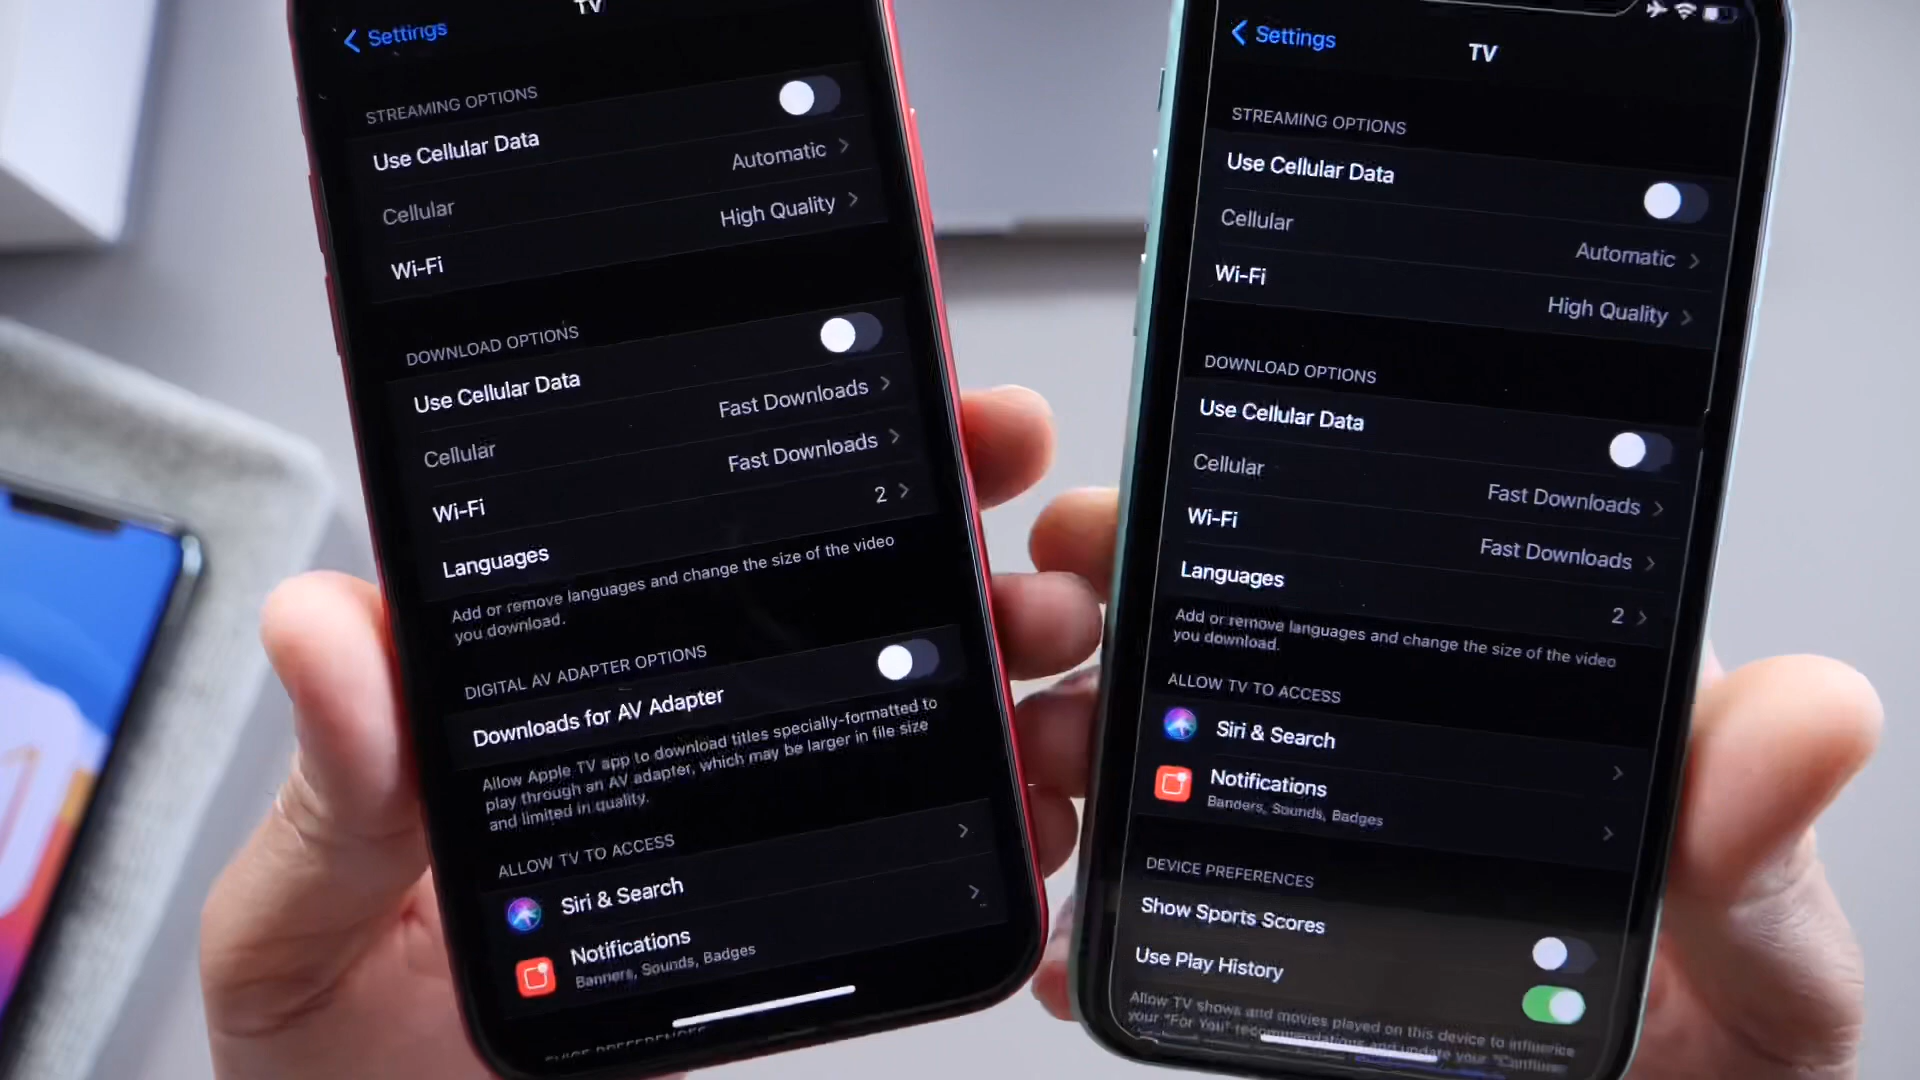 Settings
TV
STREAMING OPTIONS
Use Cellular Data
Cellular
Automatic
Wi-Fi
High Quality
DOWNLOAD OPTIONS
Use Cellular Data
Cellular
Fast Downloads
Wi-Fi
Fast Downloads
Languages
2
Add or remove languages and change the size of the video
you download.
DIGITAL AV ADAPTER OPTIONS
Downloads for AV Adapter
Allow Apple TV app to download titles specially-formatted to
play through an AV adapter, which may be larger in file size
and limited in quality.
ALLOW TV TO ACCESS
Siri & Search
Notifications
Banners, Sounds, Badges
Settings
TV
STREAMING OPTIONS
Use Cellular Data
Cellular
Automatic
Wi-Fi
High Quality
DOWNLOAD OPTIONS
Use Cellular Data
Cellular
Fast Downloads
Wi-Fi
Fast Downloads
Languages
2
Add or remove languages and change the size of the video
you download.
ALLOW TV TO ACCESS
Siri & Search
Notifications
Banners, Sounds, Badges
DEVICE PREFERENCES
Show Sports Scores
Use Play History
Allow TV shows and movies played on this device to influence
your "For You" recommendations and update your "Continue